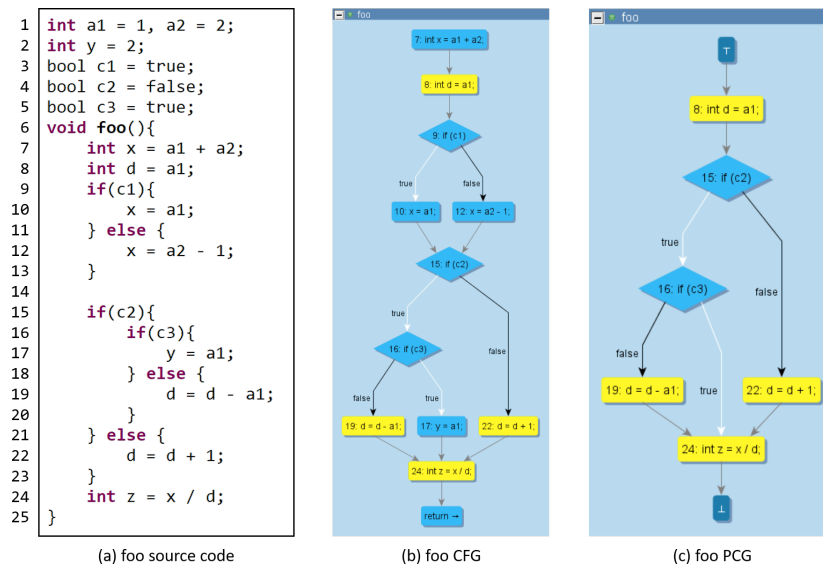 1 int a1 = 1, a2 = 2;
2 int y = 2;
3 bool c1 = true;
4 bool c2 = false;
5 bool c3 = true;
6 void foo(){
7 int x = a1 + a2;
8 int d = a1;
9 if(c1){
10 x = a1;
11 } else {
12 x = a2 - 1;
13 }
14
15 if(c2){
16 if(c3){
17 y = a1;
18 } else {
19 d = d - a1;
20 }
21 } else {
22 d = d + 1;
23 }
24 int z = x / d;
25 }
(a) foo source code
foo
7: int x = a1 + a2;
8: int d = a1;
9: if (c1)
true
false
10: x = a1;
12: x = a2 - 1;
15: if (c2)
true
16: if (c3)
false
false
true
19: d = d - a1;
17: y = a1;
22: d = d + 1;
24: int z = x / d;
return →
(b) foo CFG
foo
⊤
8: int d = a1;
15: if (c2)
true
16: if (c3)
false
false
true
19: d = d - a1;
22: d = d + 1;
24: int z = x / d;
⊥
(c) foo PCG